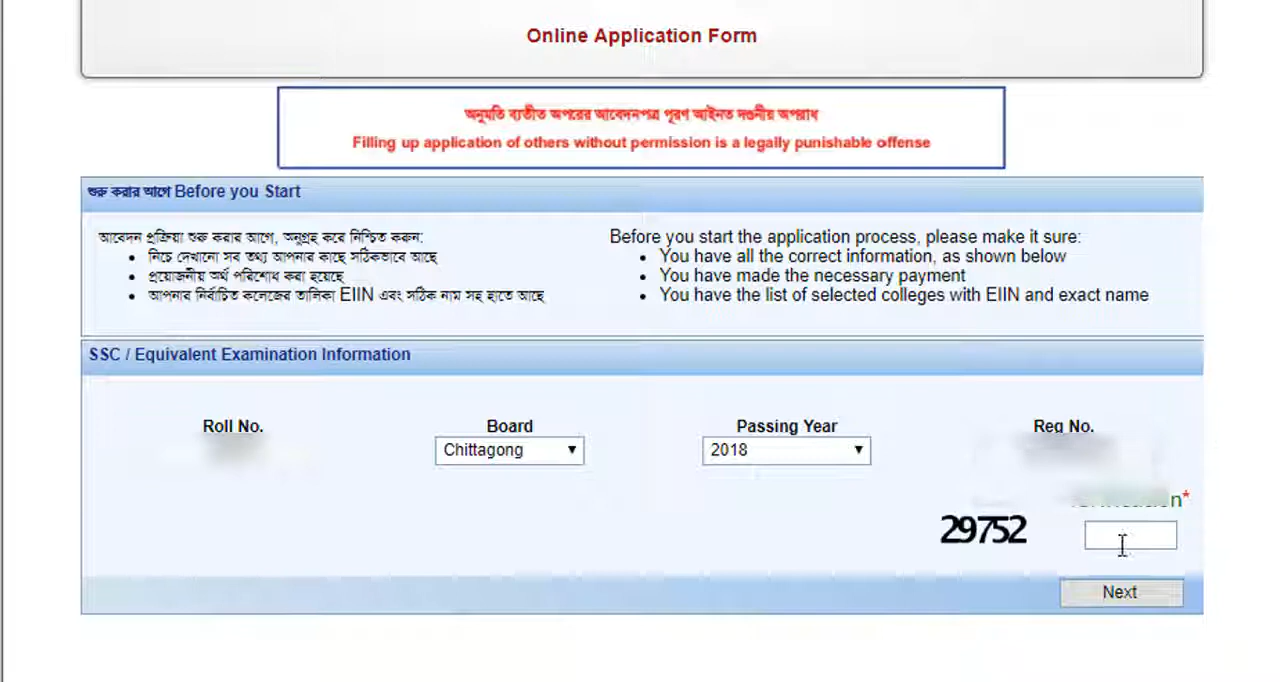 Online Application Form
অনুমতি ব্যতীত অপরের আবেদনপত্র পূরণ আইনত দণ্ডনীয় অপরাধ
Filling up application of others without permission is a legally punishable offense
শুরু করার আগে Before you Start
আবেদন প্রক্রিয়া শুরু করার আগে, অনুগ্রহ করে নিশ্চিত করুন:
নিচে দেখানো সব তথ্য আপনার কাছে সঠিকভাবে আছে
প্রয়োজনীয় অর্থ পরিশোধ করা হয়েছে
আপনার নির্বাচিত কলেজের তালিকা EIIN এবং সঠিক নাম সহ হাতে আছে
Before you start the application process, please make it sure:
You have all the correct information, as shown below
You have made the necessary payment
You have the list of selected colleges with EIIN and exact name
SSC / Equivalent Examination Information
Roll No. Board Passing Year Reg No.
Chittagong 2018
29752
Next